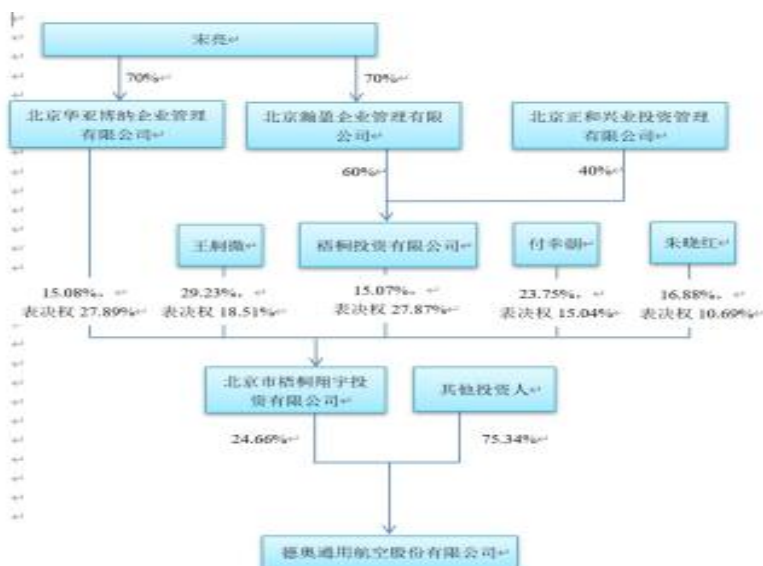 宋亮
70%
70%
北京华亚博纳企业管理
有限公司
北京瀚盈企业管理有限
公司
北京正和兴业投资管理
有限公司
60%
40%
梧桐投资有限公司
付幸朝
朱晓红
15.08%,
表决权 27.89%
29.23%,
表决权 18.51%
15.07%,
表决权 27.87%
23.75%,
表决权 15.04%
16.88%,
表决权 10.69%
北京市梧桐翔宇投
资有限公司
其他投资人
24.66%
75.34%
德奥通用航空股份有限公司